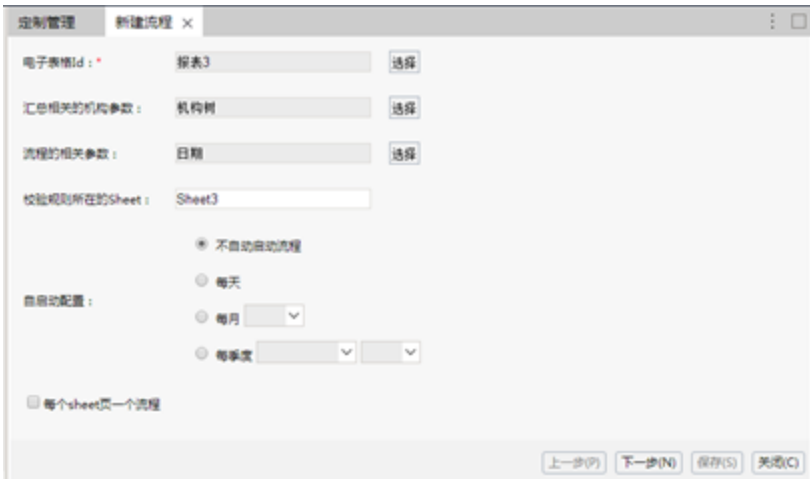 定制管理 新建流程 ×
电子表格Id：* 报表3 选择
汇总相关的机构参数： 机构树 选择
流程的相关参数： 日期 选择
校验规则所在的Sheet： Sheet3
不自动启动流程
每天
自启动配置：
每月
每季度
每个sheet页一个流程
上一步(P) 下一步(N) 保存(S) 关闭(C)